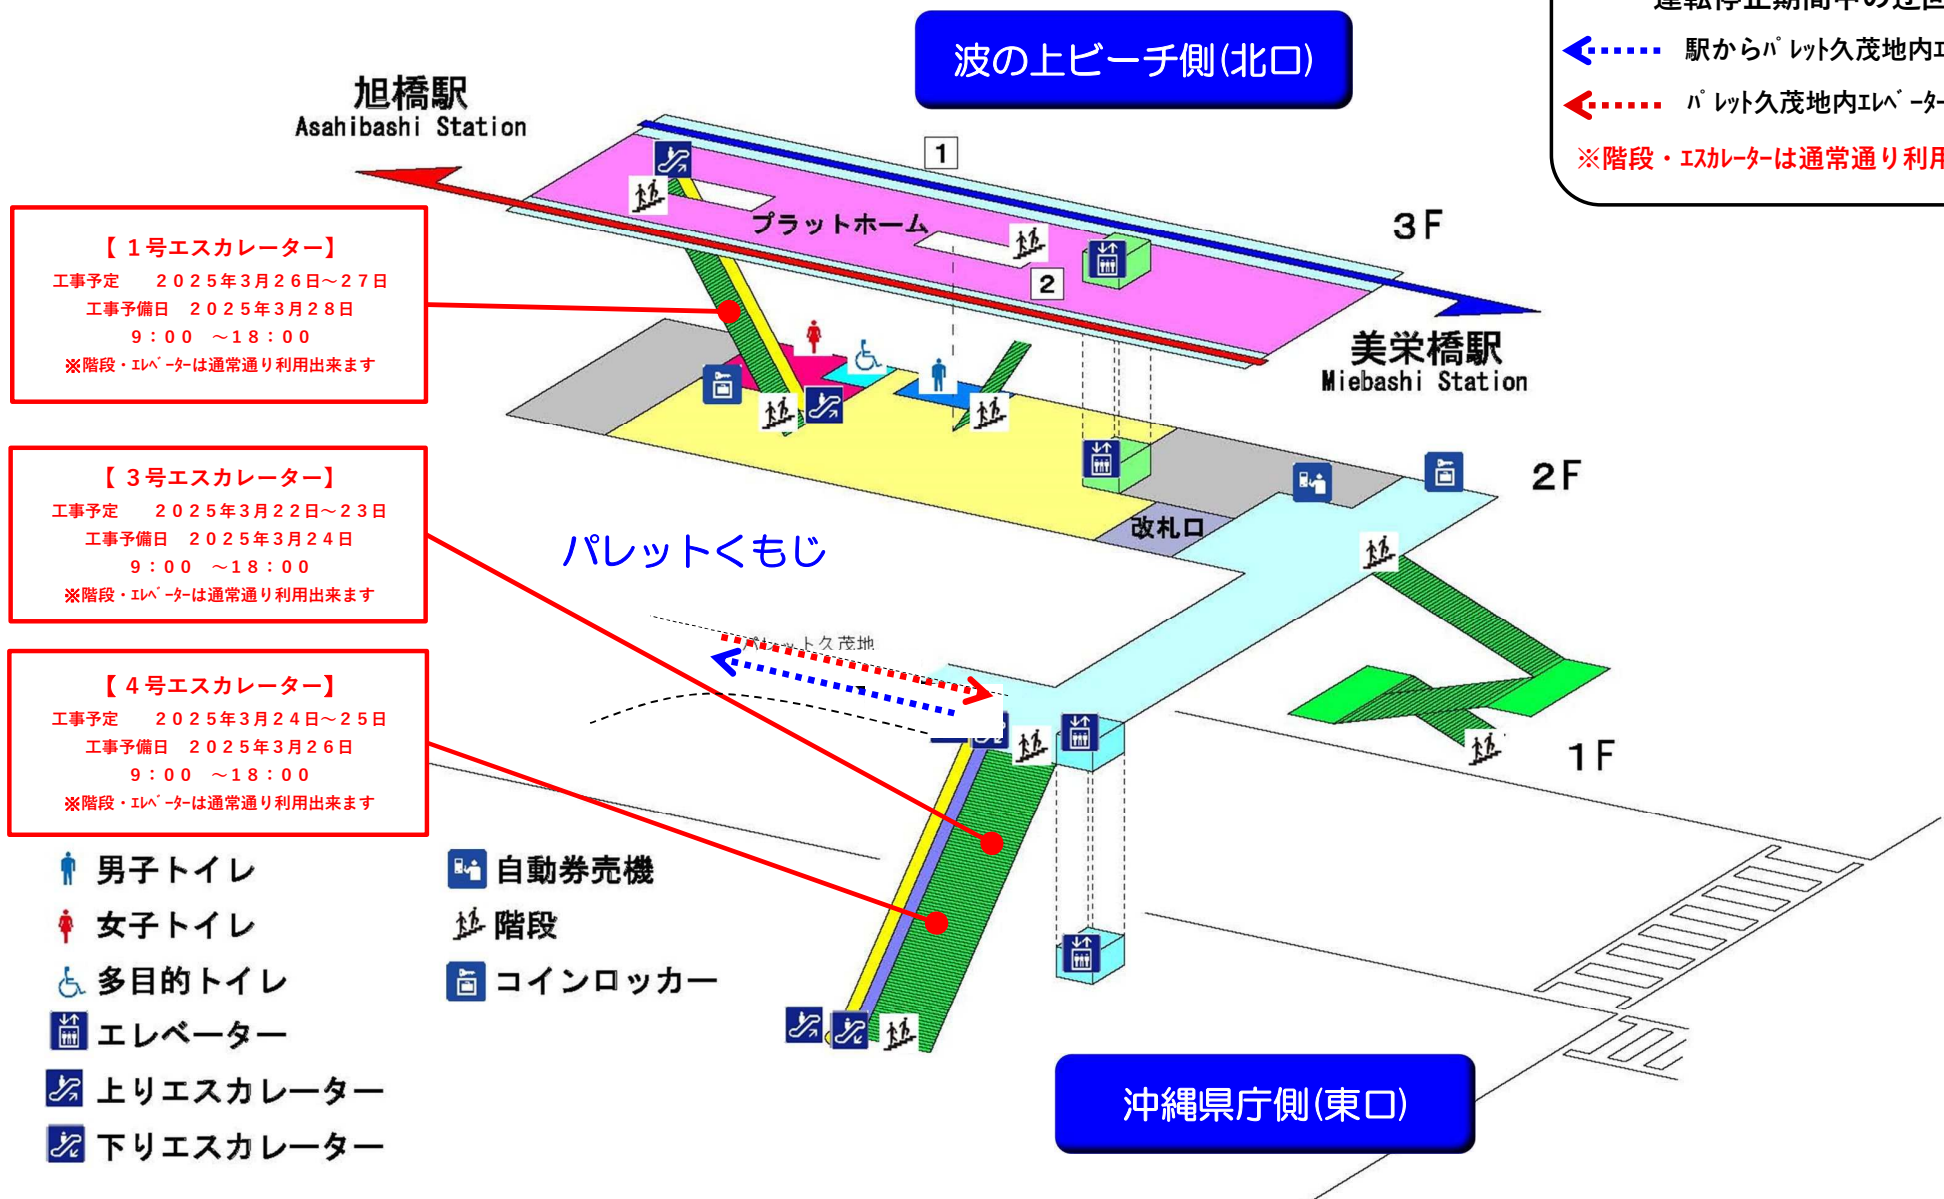 波の上ビーチ側(北口)
駅からパレット久茂地内
パレット久茂地内エレベーター
※階段・エスカレーターは通常通り利用
旭橋駅
Asahibashi Station
1
プラットホーム
2
3F
美栄橋駅
Miebashi Station
【 1号エスカレーター】
工事予定 2025年3月26日～27日
工事予備日 2025年3月28日
9:00 ～18:00
※階段・エレベーターは通常通り利用出来ます
【 3号エスカレーター】
工事予定 2025年3月22日～23日
工事予備日 2025年3月24日
9:00 ～18:00
※階段・エレベーターは通常通り利用出来ます
【 4号エスカレーター】
工事予定 2025年3月24日～25日
工事予備日 2025年3月26日
9:00 ～18:00
※階段・エレベーターは通常通り利用出来ます
2F
改札口
パレットくもじ
パレット久茂地
1F
男子トイレ
女子トイレ
多目的トイレ
エレベーター
上りエスカレーター
下りエスカレーター
自動券売機
階段
コインロッカー
沖縄県庁側(東口)